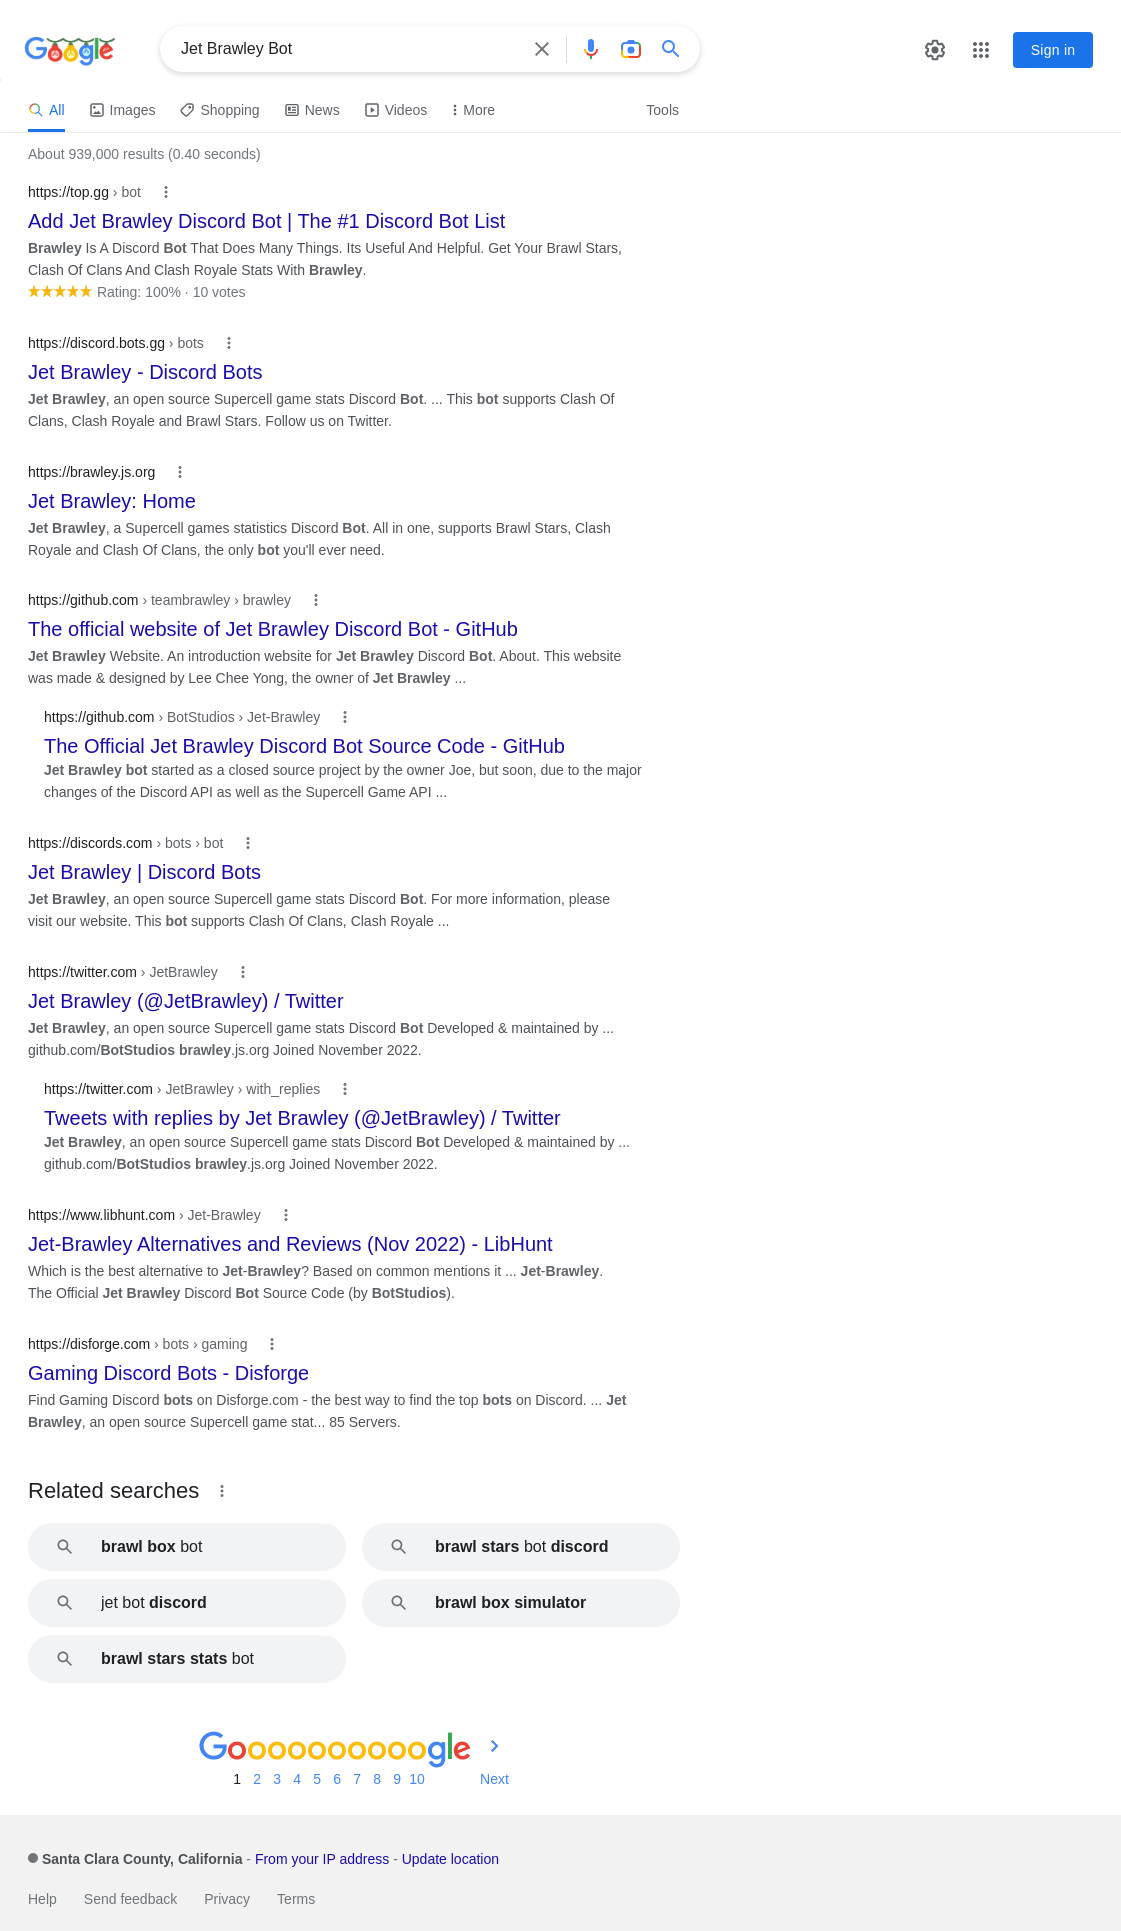 Google
Jet Brawley Bot
Sign in
All Images Shopping News Videos More Tools
About 939,000 results (0.40 seconds)
https://top.gg › bot
Add Jet Brawley Discord Bot | The #1 Discord Bot List
Brawley Is A Discord Bot That Does Many Things. Its Useful And Helpful. Get Your Brawl Stars,
Clash Of Clans And Clash Royale Stats With Brawley.
Rating: 100% · 10 votes
https://discord.bots.gg › bots
Jet Brawley - Discord Bots
Jet Brawley, an open source Supercell game stats Discord Bot. ... This bot supports Clash Of
Clans, Clash Royale and Brawl Stars. Follow us on Twitter.
https://brawley.js.org
Jet Brawley: Home
Jet Brawley, a Supercell games statistics Discord Bot. All in one, supports Brawl Stars, Clash
Royale and Clash Of Clans, the only bot you'll ever need.
https://github.com › teambrawley › brawley
The official website of Jet Brawley Discord Bot - GitHub
Jet Brawley Website. An introduction website for Jet Brawley Discord Bot. About. This website
was made & designed by Lee Chee Yong, the owner of Jet Brawley ...
https://github.com › BotStudios › Jet-Brawley
The Official Jet Brawley Discord Bot Source Code - GitHub
Jet Brawley bot started as a closed source project by the owner Joe, but soon, due to the major
changes of the Discord API as well as the Supercell Game API ...
https://discords.com › bots › bot
Jet Brawley | Discord Bots
Jet Brawley, an open source Supercell game stats Discord Bot. For more information, please
visit our website. This bot supports Clash Of Clans, Clash Royale ...
https://twitter.com › JetBrawley
Jet Brawley (@JetBrawley) / Twitter
Jet Brawley, an open source Supercell game stats Discord Bot Developed & maintained by ...
github.com/BotStudios brawley.js.org Joined November 2022.
https://twitter.com › JetBrawley › with_replies
Tweets with replies by Jet Brawley (@JetBrawley) / Twitter
Jet Brawley, an open source Supercell game stats Discord Bot Developed & maintained by ...
github.com/BotStudios brawley.js.org Joined November 2022.
https://www.libhunt.com › Jet-Brawley
Jet-Brawley Alternatives and Reviews (Nov 2022) - LibHunt
Which is the best alternative to Jet-Brawley? Based on common mentions it ... Jet-Brawley.
The Official Jet Brawley Discord Bot Source Code (by BotStudios).
https://disforge.com › bots › gaming
Gaming Discord Bots - Disforge
Find Gaming Discord bots on Disforge.com - the best way to find the top bots on Discord. ... Jet
Brawley, an open source Supercell game stat... 85 Servers.
Related searches
brawl box bot
brawl stars bot discord
jet bot discord
brawl box simulator
brawl stars stats bot
Goooooooooogle
1 2 3 4 5 6 7 8 9 10 Next
Santa Clara County, California - From your IP address - Update location
Help Send feedback Privacy Terms